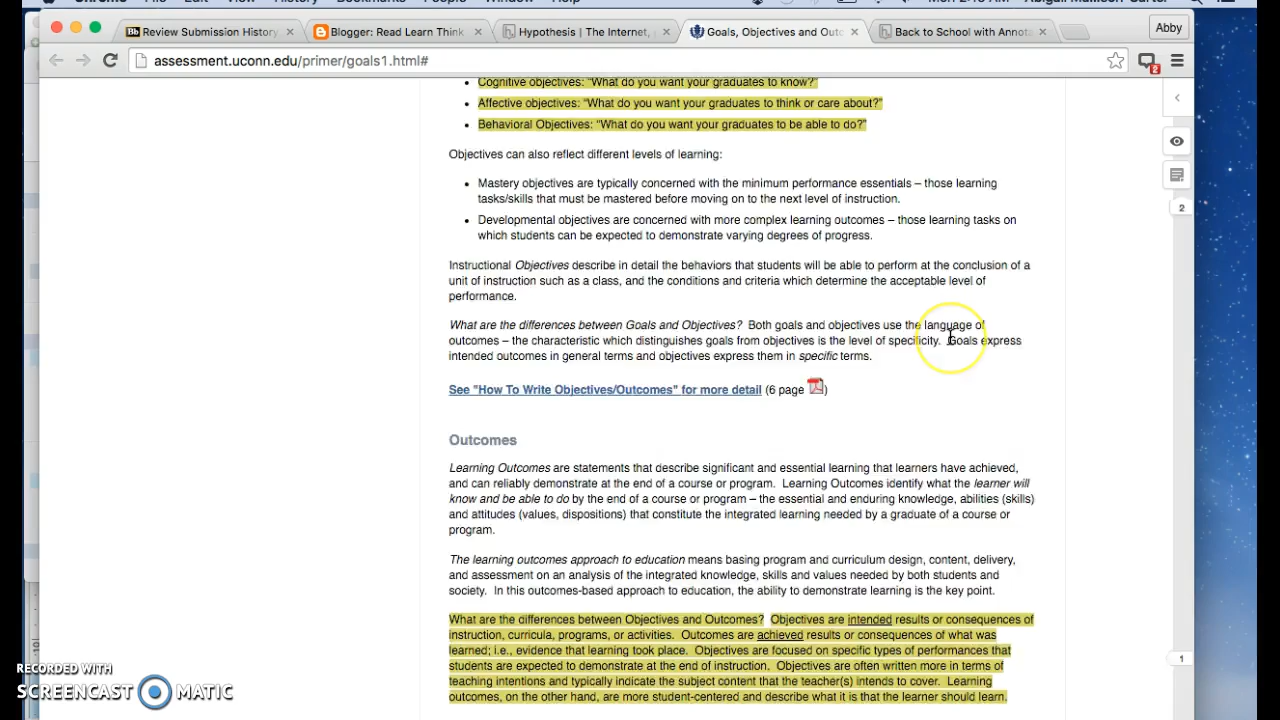 Chrome File Edit View History Bookmarks People Window Help
Review Submission History
Blogger: Read Learn Think
Hypothesis | The Internet,
Goals, Objectives and Outc
Back to School with Annota
Abby
assessment.uconn.edu/primer/goals1.html#
2
Cognitive objectives: "What do you want your graduates to know?"
Affective objectives: "What do you want your graduates to think or care about?"
Behavioral Objectives: "What do you want your graduates to be able to do?"
Objectives can also reflect different levels of learning:
Mastery objectives are typically concerned with the minimum performance essentials – those learning
tasks/skills that must be mastered before moving on to the next level of instruction.
Developmental objectives are concerned with more complex learning outcomes – those learning tasks on
which students can be expected to demonstrate varying degrees of progress.
2
Instructional Objectives describe in detail the behaviors that students will be able to perform at the conclusion of a
unit of instruction such as a class, and the conditions and criteria which determine the acceptable level of
performance.
What are the differences between Goals and Objectives? Both goals and objectives use the language of
outcomes – the characteristic which distinguishes goals from objectives is the level of specificity. Goals express
intended outcomes in general terms and objectives express them in specific terms.
See "How To Write Objectives/Outcomes" for more detail (6 page )
Outcomes
Learning Outcomes are statements that describe significant and essential learning that learners have achieved,
and can reliably demonstrate at the end of a course or program. Learning Outcomes identify what the learner will
know and be able to do by the end of a course or program – the essential and enduring knowledge, abilities (skills)
and attitudes (values, dispositions) that constitute the integrated learning needed by a graduate of a course or
program.
The learning outcomes approach to education means basing program and curriculum design, content, delivery,
and assessment on an analysis of the integrated knowledge, skills and values needed by both students and
society. In this outcomes-based approach to education, the ability to demonstrate learning is the key point.
What are the differences between Objectives and Outcomes? Objectives are intended results or consequences of
instruction, curricula, programs, or activities. Outcomes are achieved results or consequences of what was
learned; i.e., evidence that learning took place. Objectives are focused on specific types of performances that
students are expected to demonstrate at the end of instruction. Objectives are often written more in terms of
teaching intentions and typically indicate the subject content that the teacher(s) intends to cover. Learning
outcomes, on the other hand, are more student-centered and describe what it is that the learner should learn.
1
RECORDED WITH
SCREENCAST MATIC